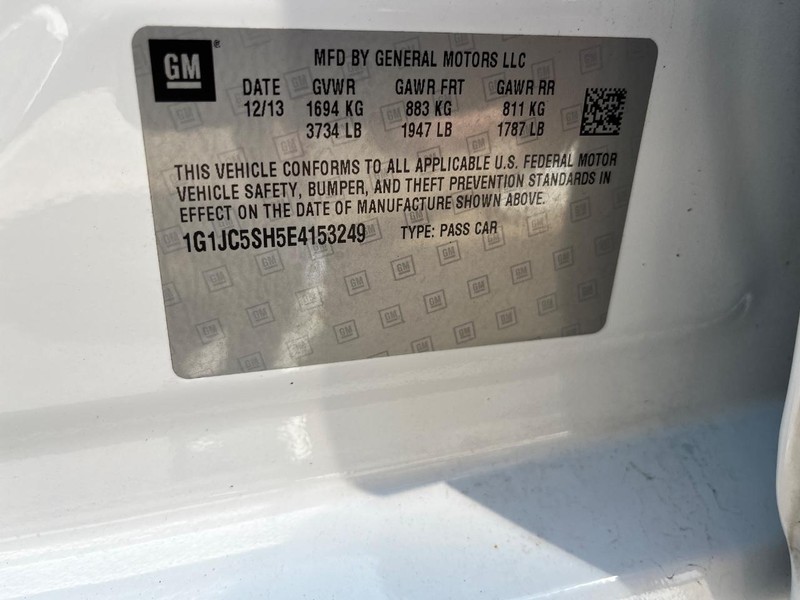 GM ®
MFD BY GENERAL MOTORS LLC
DATE GVWR GAWR FRT GAWR RR
12/13 1694 KG 883 KG 811 KG
3734 LB 1947 LB 1787 LB
THIS VEHICLE CONFORMS TO ALL APPLICABLE U.S. FEDERAL MOTOR
VEHICLE SAFETY, BUMPER, AND THEFT PREVENTION STANDARDS IN
EFFECT ON THE DATE OF MANUFACTURE SHOWN ABOVE.
1G1JC5SH5E4153249 TYPE: PASS CAR